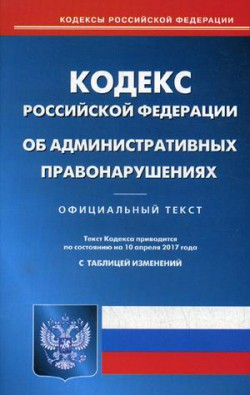 КОДЕКСЫ РОССИЙСКОЙ ФЕДЕРАЦИИ
КОДЕКС
РОССИЙСКОЙ ФЕДЕРАЦИИ
ОБ АДМИНИСТРАТИВНЫХ
ПРАВОНАРУШЕНИЯХ
ОФИЦИАЛЬНЫЙ ТЕКСТ
Текст Кодекса приводится
по состоянию на 10 апреля 2017 года
С ТАБЛИЦЕЙ ИЗМЕНЕНИЙ